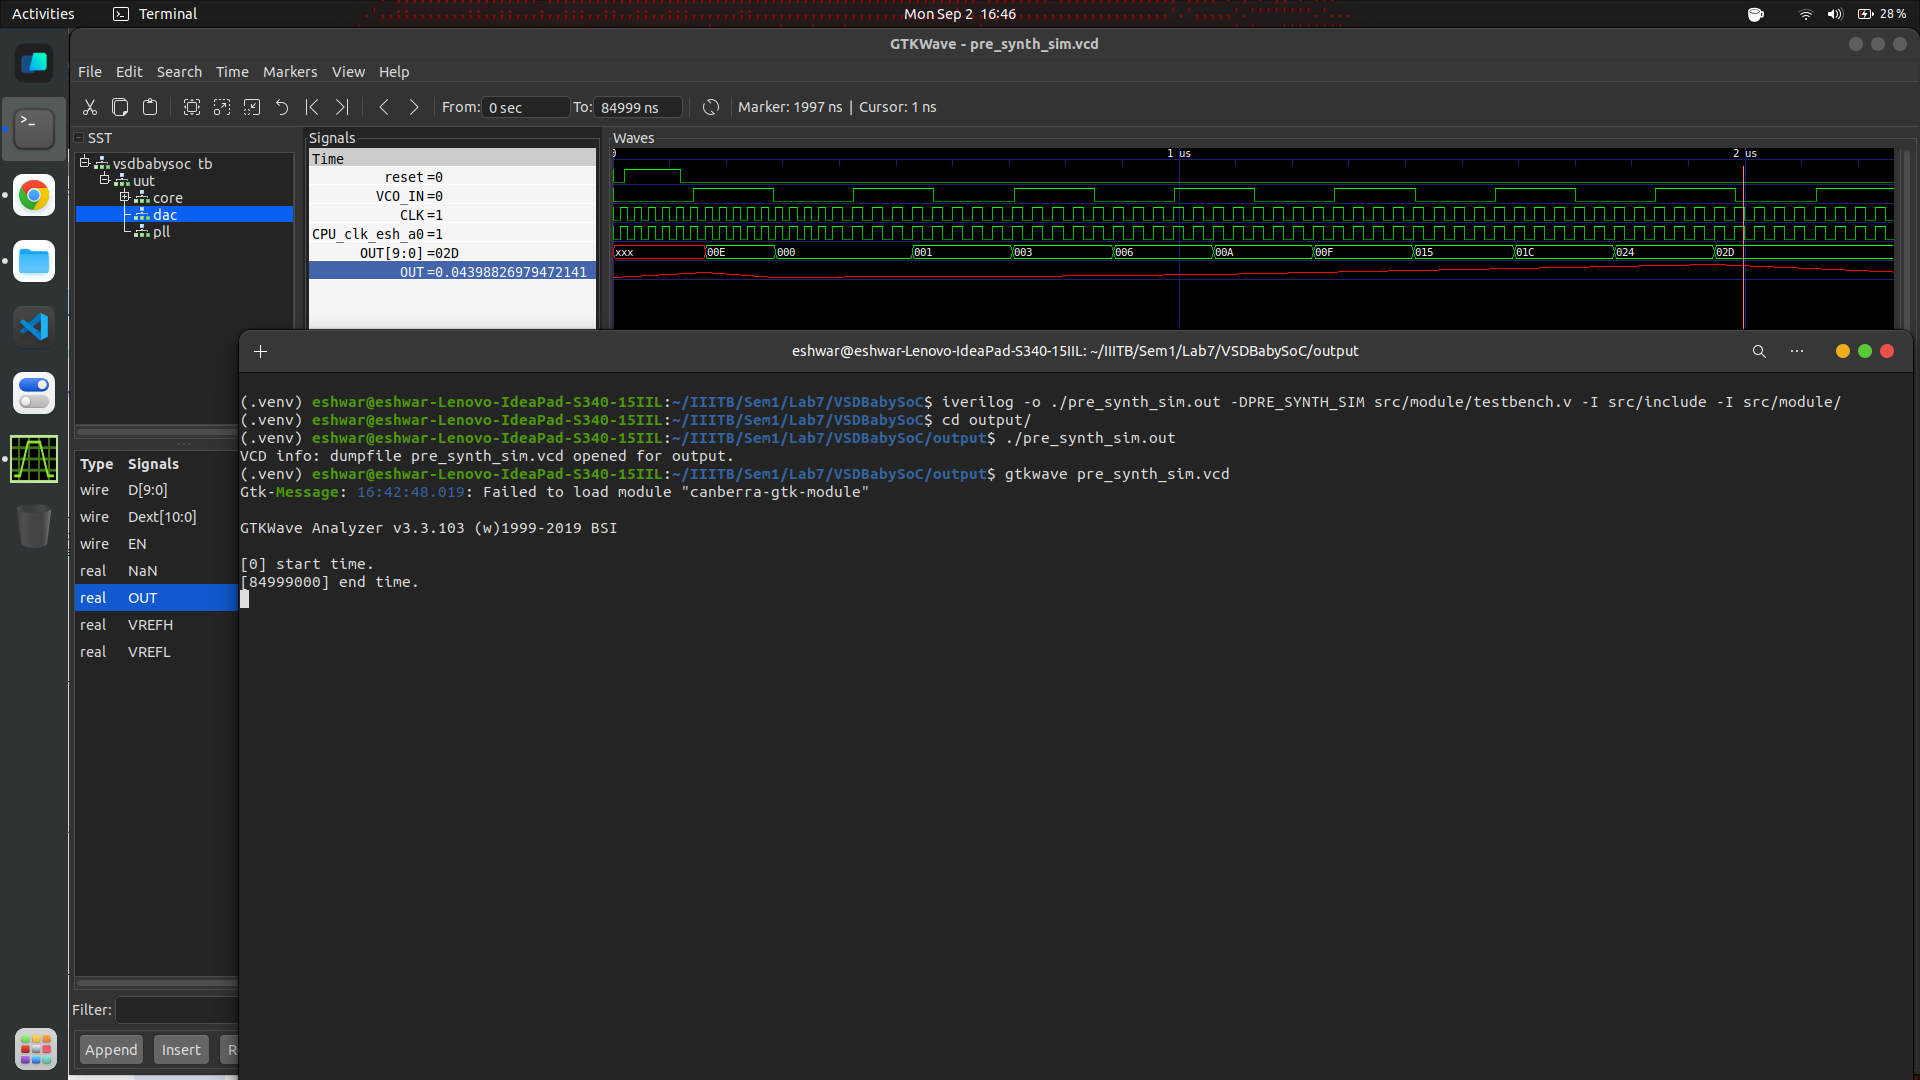 Activities Terminal Mon Sep 2 16:46 28%
GTKWave - pre_synth_sim.vcd
File Edit Search Time Markers View Help
From: 0 sec To: 84999 ns Marker: 1997 ns | Cursor: 1 ns
SST
vsdbabysoc_tb
uut
core
dac
pll
Signals
Time
reset=0
VCO_IN=0
CLK=1
CPU_clk_esh_a0=1
OUT[9:0]=02D
OUT=0.04398826979472141
Waves
0 1 us 2 us
xxx 00E 000 001 003 006 00A 00F 015 01C 024 02D
Type Signals
wire D[9:0]
wire Dext[10:0]
wire EN
real NaN
real OUT
real VREFH
real VREFL
Filter:
Append Insert R
eshwar@eshwar-Lenovo-IdeaPad-S340-15IIL: ~/IIITB/Sem1/Lab7/VSDBabySoC/output
(.venv) eshwar@eshwar-Lenovo-IdeaPad-S340-15IIL:~/IIITB/Sem1/Lab7/VSDBabySoC$ iverilog -o ./pre_synth_sim.out -DPRE_SYNTH_SIM src/module/testbench.v -I src/include -I src/module/
(.venv) eshwar@eshwar-Lenovo-IdeaPad-S340-15IIL:~/IIITB/Sem1/Lab7/VSDBabySoC$ cd output/
(.venv) eshwar@eshwar-Lenovo-IdeaPad-S340-15IIL:~/IIITB/Sem1/Lab7/VSDBabySoC/output$ ./pre_synth_sim.out
VCD info: dumpfile pre_synth_sim.vcd opened for output.
(.venv) eshwar@eshwar-Lenovo-IdeaPad-S340-15IIL:~/IIITB/Sem1/Lab7/VSDBabySoC/output$ gtkwave pre_synth_sim.vcd
Gtk-Message: 16:42:48.019: Failed to load module "canberra-gtk-module"
GTKWave Analyzer v3.3.103 (w)1999-2019 BSI
[0] start time.
[84999000] end time.